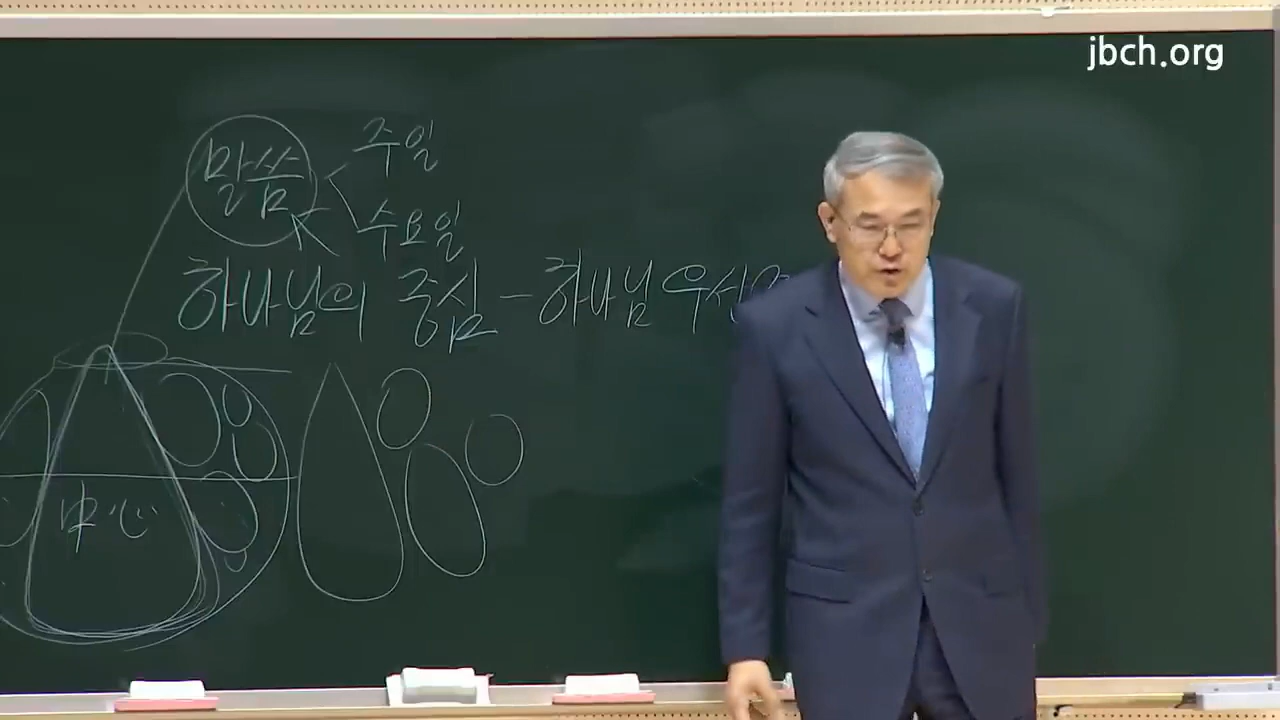 jbch.org
말씀
주일
수요일
하나님의 중심 - 하나님 우선
中心